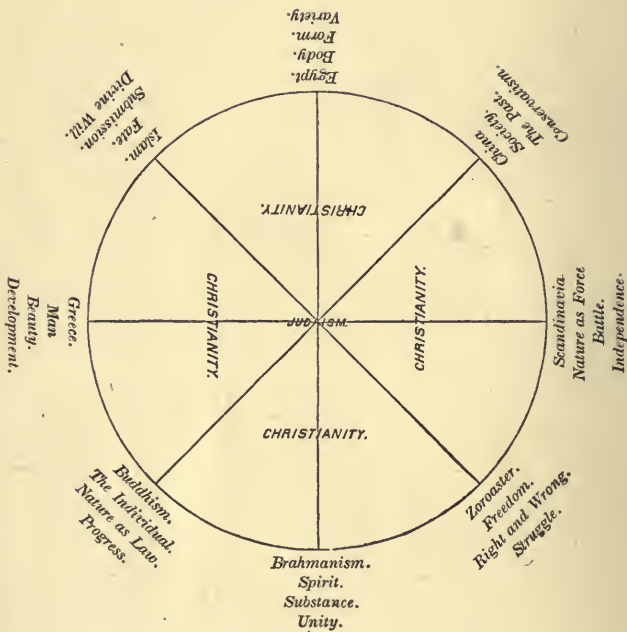 Egypt.
Body.
Form.
Variety.
China
Society.
The Past.
Conservatism.
Scandinavia.
Nature as Force
Battle.
Independence.
Zoroaster.
Freedom.
Right and Wrong.
Struggle.
Brahmanism.
Spirit.
Substance.
Unity.
Buddhism.
The Individual.
Nature as Law.
Progress.
Greece.
Man
Beauty.
Development.
Islam.
Fate.
Submission.
Divine Will.
CHRISTIANITY.
CHRISTIANITY.
CHRISTIANITY.
CHRISTIANITY.
JUDAISM.